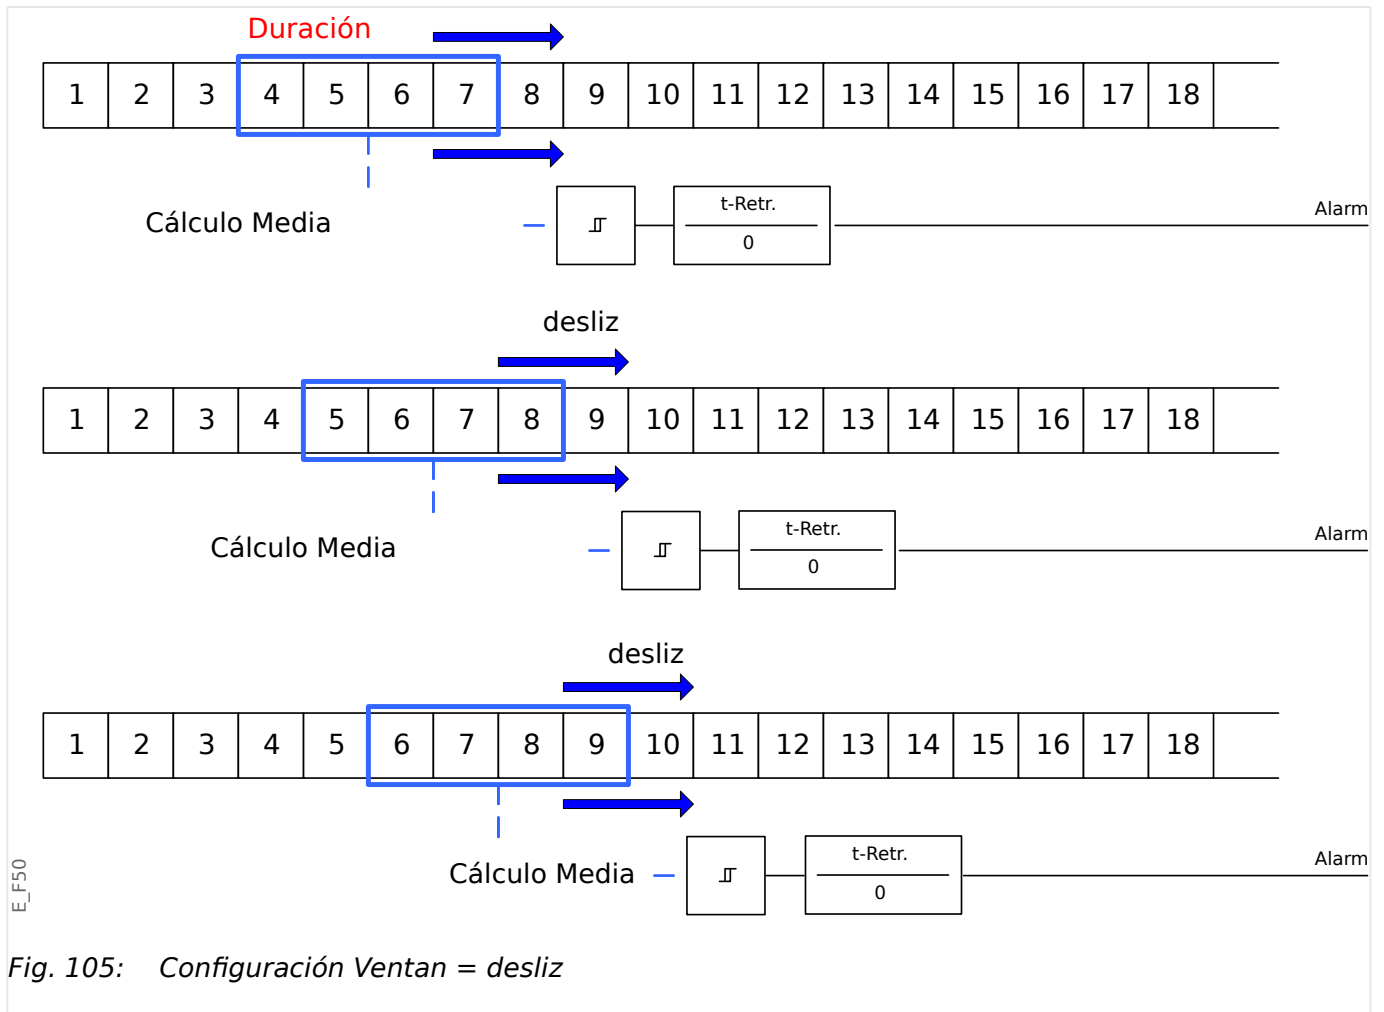 Duración
1 2 3 4 5 6 7 8 9 10 11 12 13 14 15 16 17 18
t-Retr.
Alarm
Cálculo Media
0
desliz
1 2 3 4 5 6 7 8 9 10 11 12 13 14 15 16 17 18
t-Retr.
Alarm
Cálculo Media
0
desliz
1 2 3 4 5 6 7 8 9 10 11 12 13 14 15 16 17 18
t-Retr.
Alarm
Cálculo Media
0
E_F50
Fig. 105: Configuración Ventan = desliz